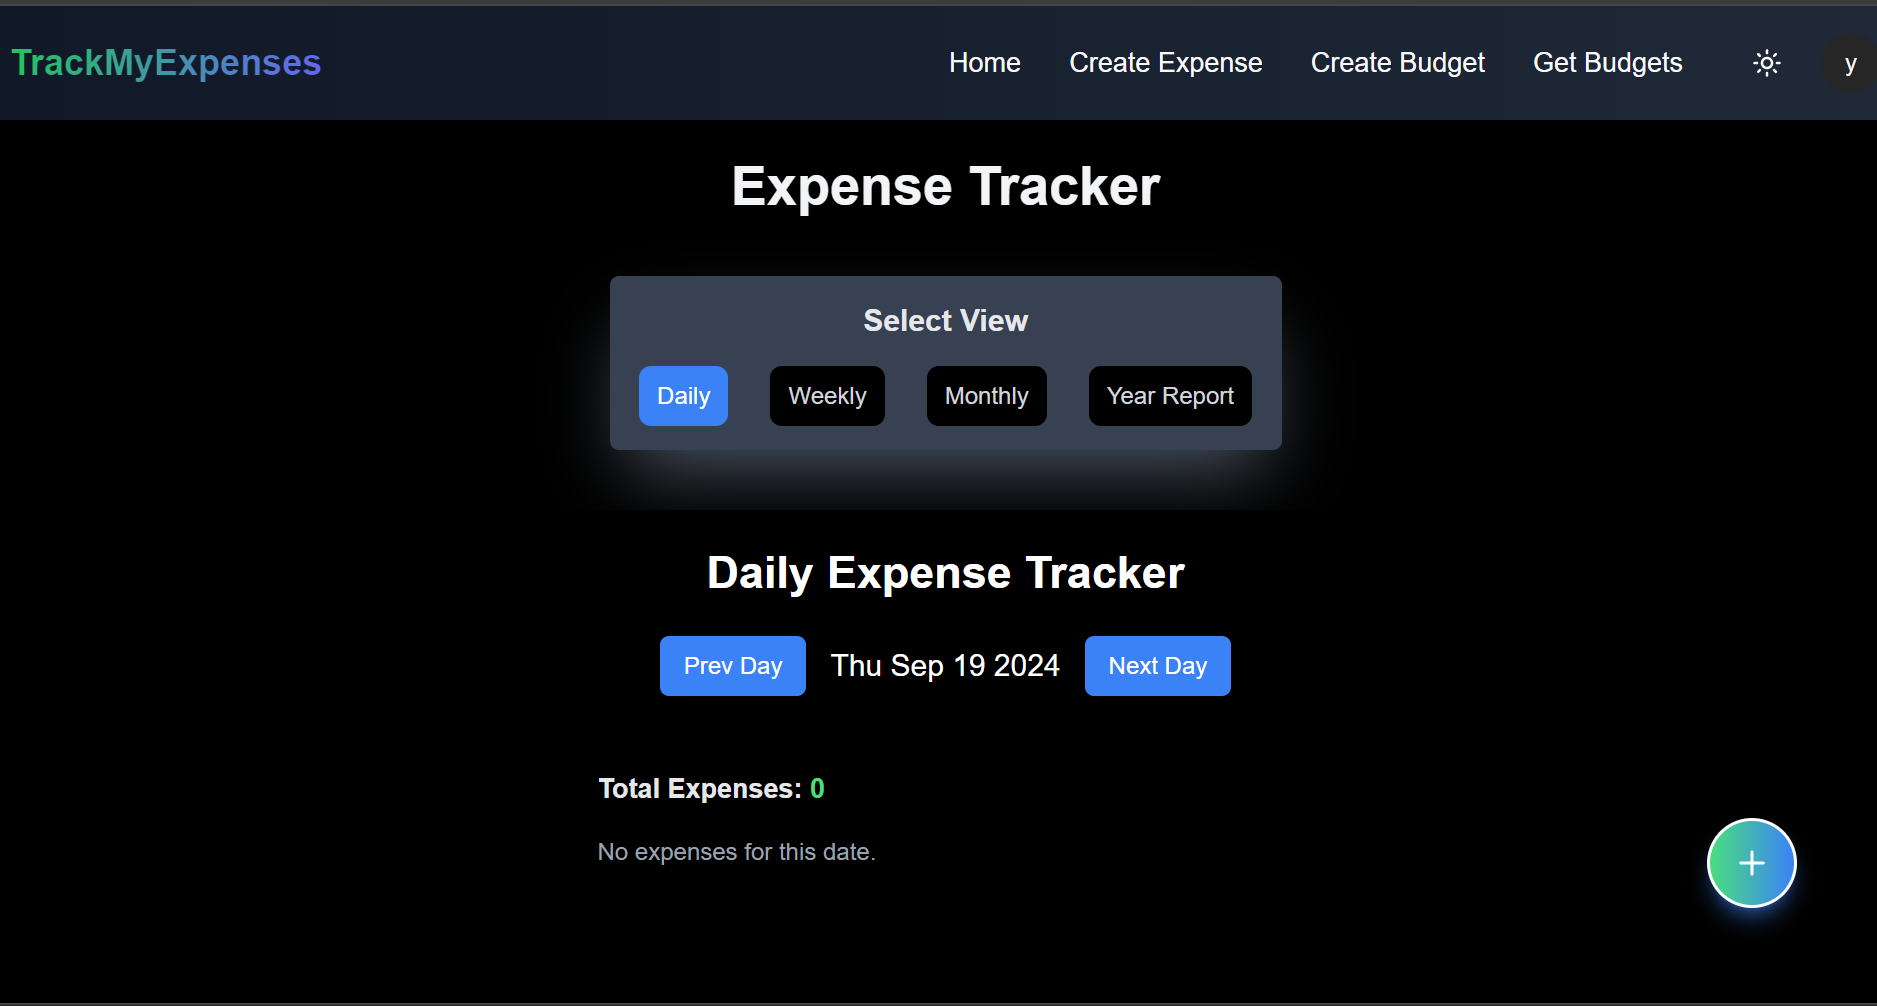 TrackMyExpenses Home Create Expense Create Budget Get Budgets y
Expense Tracker
Select View
Daily Weekly Monthly Year Report
Daily Expense Tracker
Prev Day Thu Sep 19 2024 Next Day
Total Expenses: 0
No expenses for this date.
+